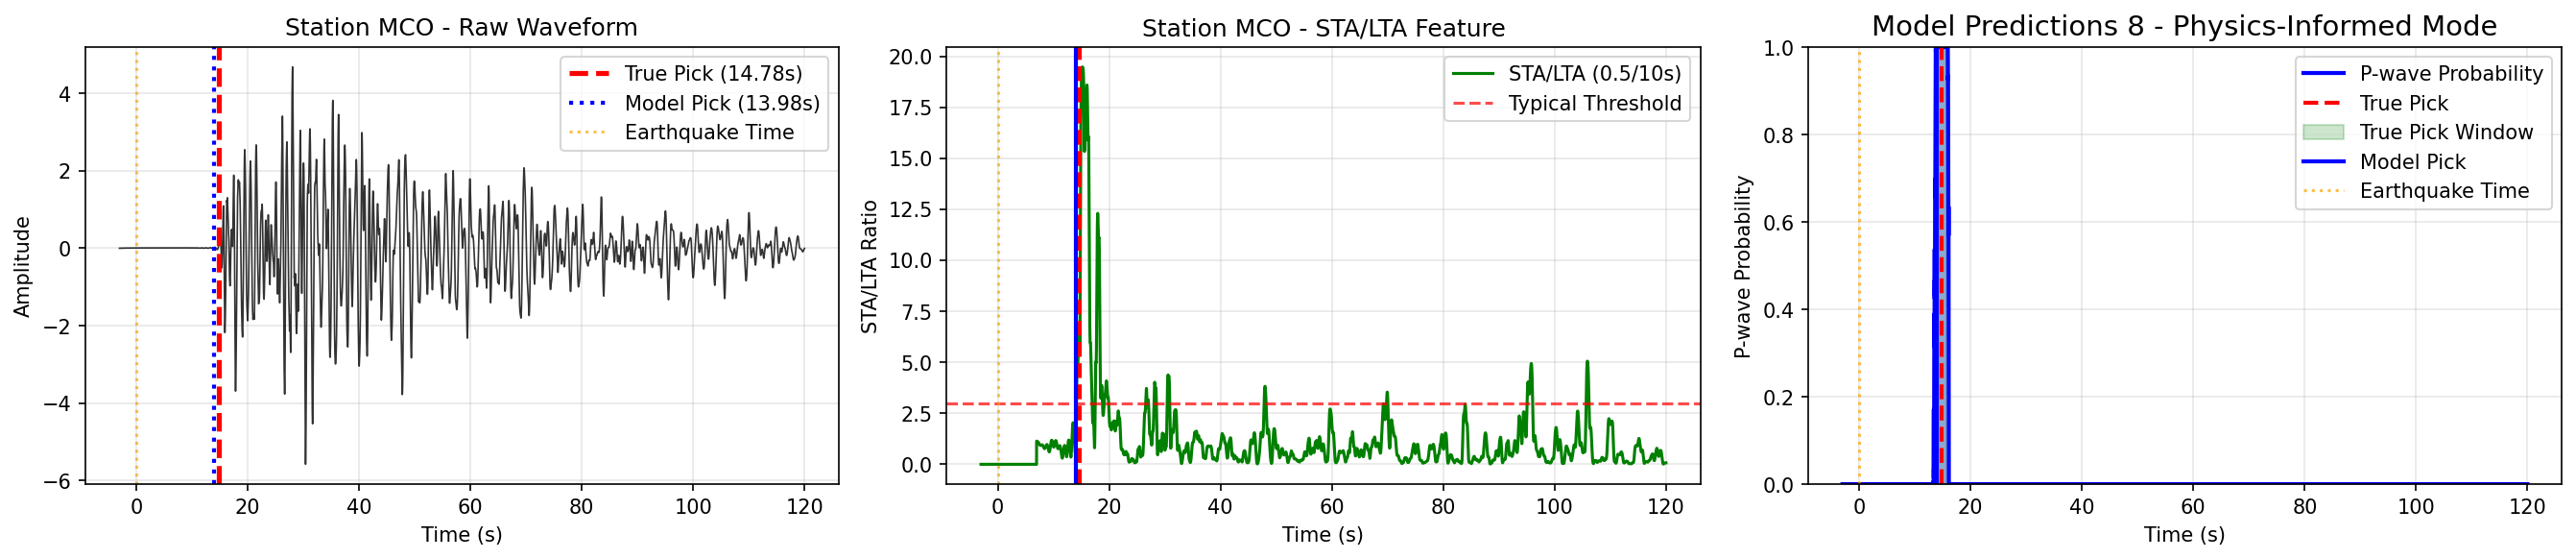 Station MCO - Raw Waveform
True Pick (14.78s)
Model Pick (13.98s)
Earthquake Time
4
2
0
−2
−4
−6
Amplitude
0
20
40
60
80
100
120
Time (s)
Station MCO - STA/LTA Feature
STA/LTA (0.5/10s)
Typical Threshold
20.0
17.5
15.0
12.5
10.0
7.5
5.0
2.5
0.0
STA/LTA Ratio
0
20
40
60
80
100
120
Time (s)
Model Predictions 8 - Physics-Informed Mode
P-wave Probability
True Pick
True Pick Window
Model Pick
Earthquake Time
1.0
0.8
0.6
0.4
0.2
0.0
P-wave Probability
0
20
40
60
80
100
120
Time (s)